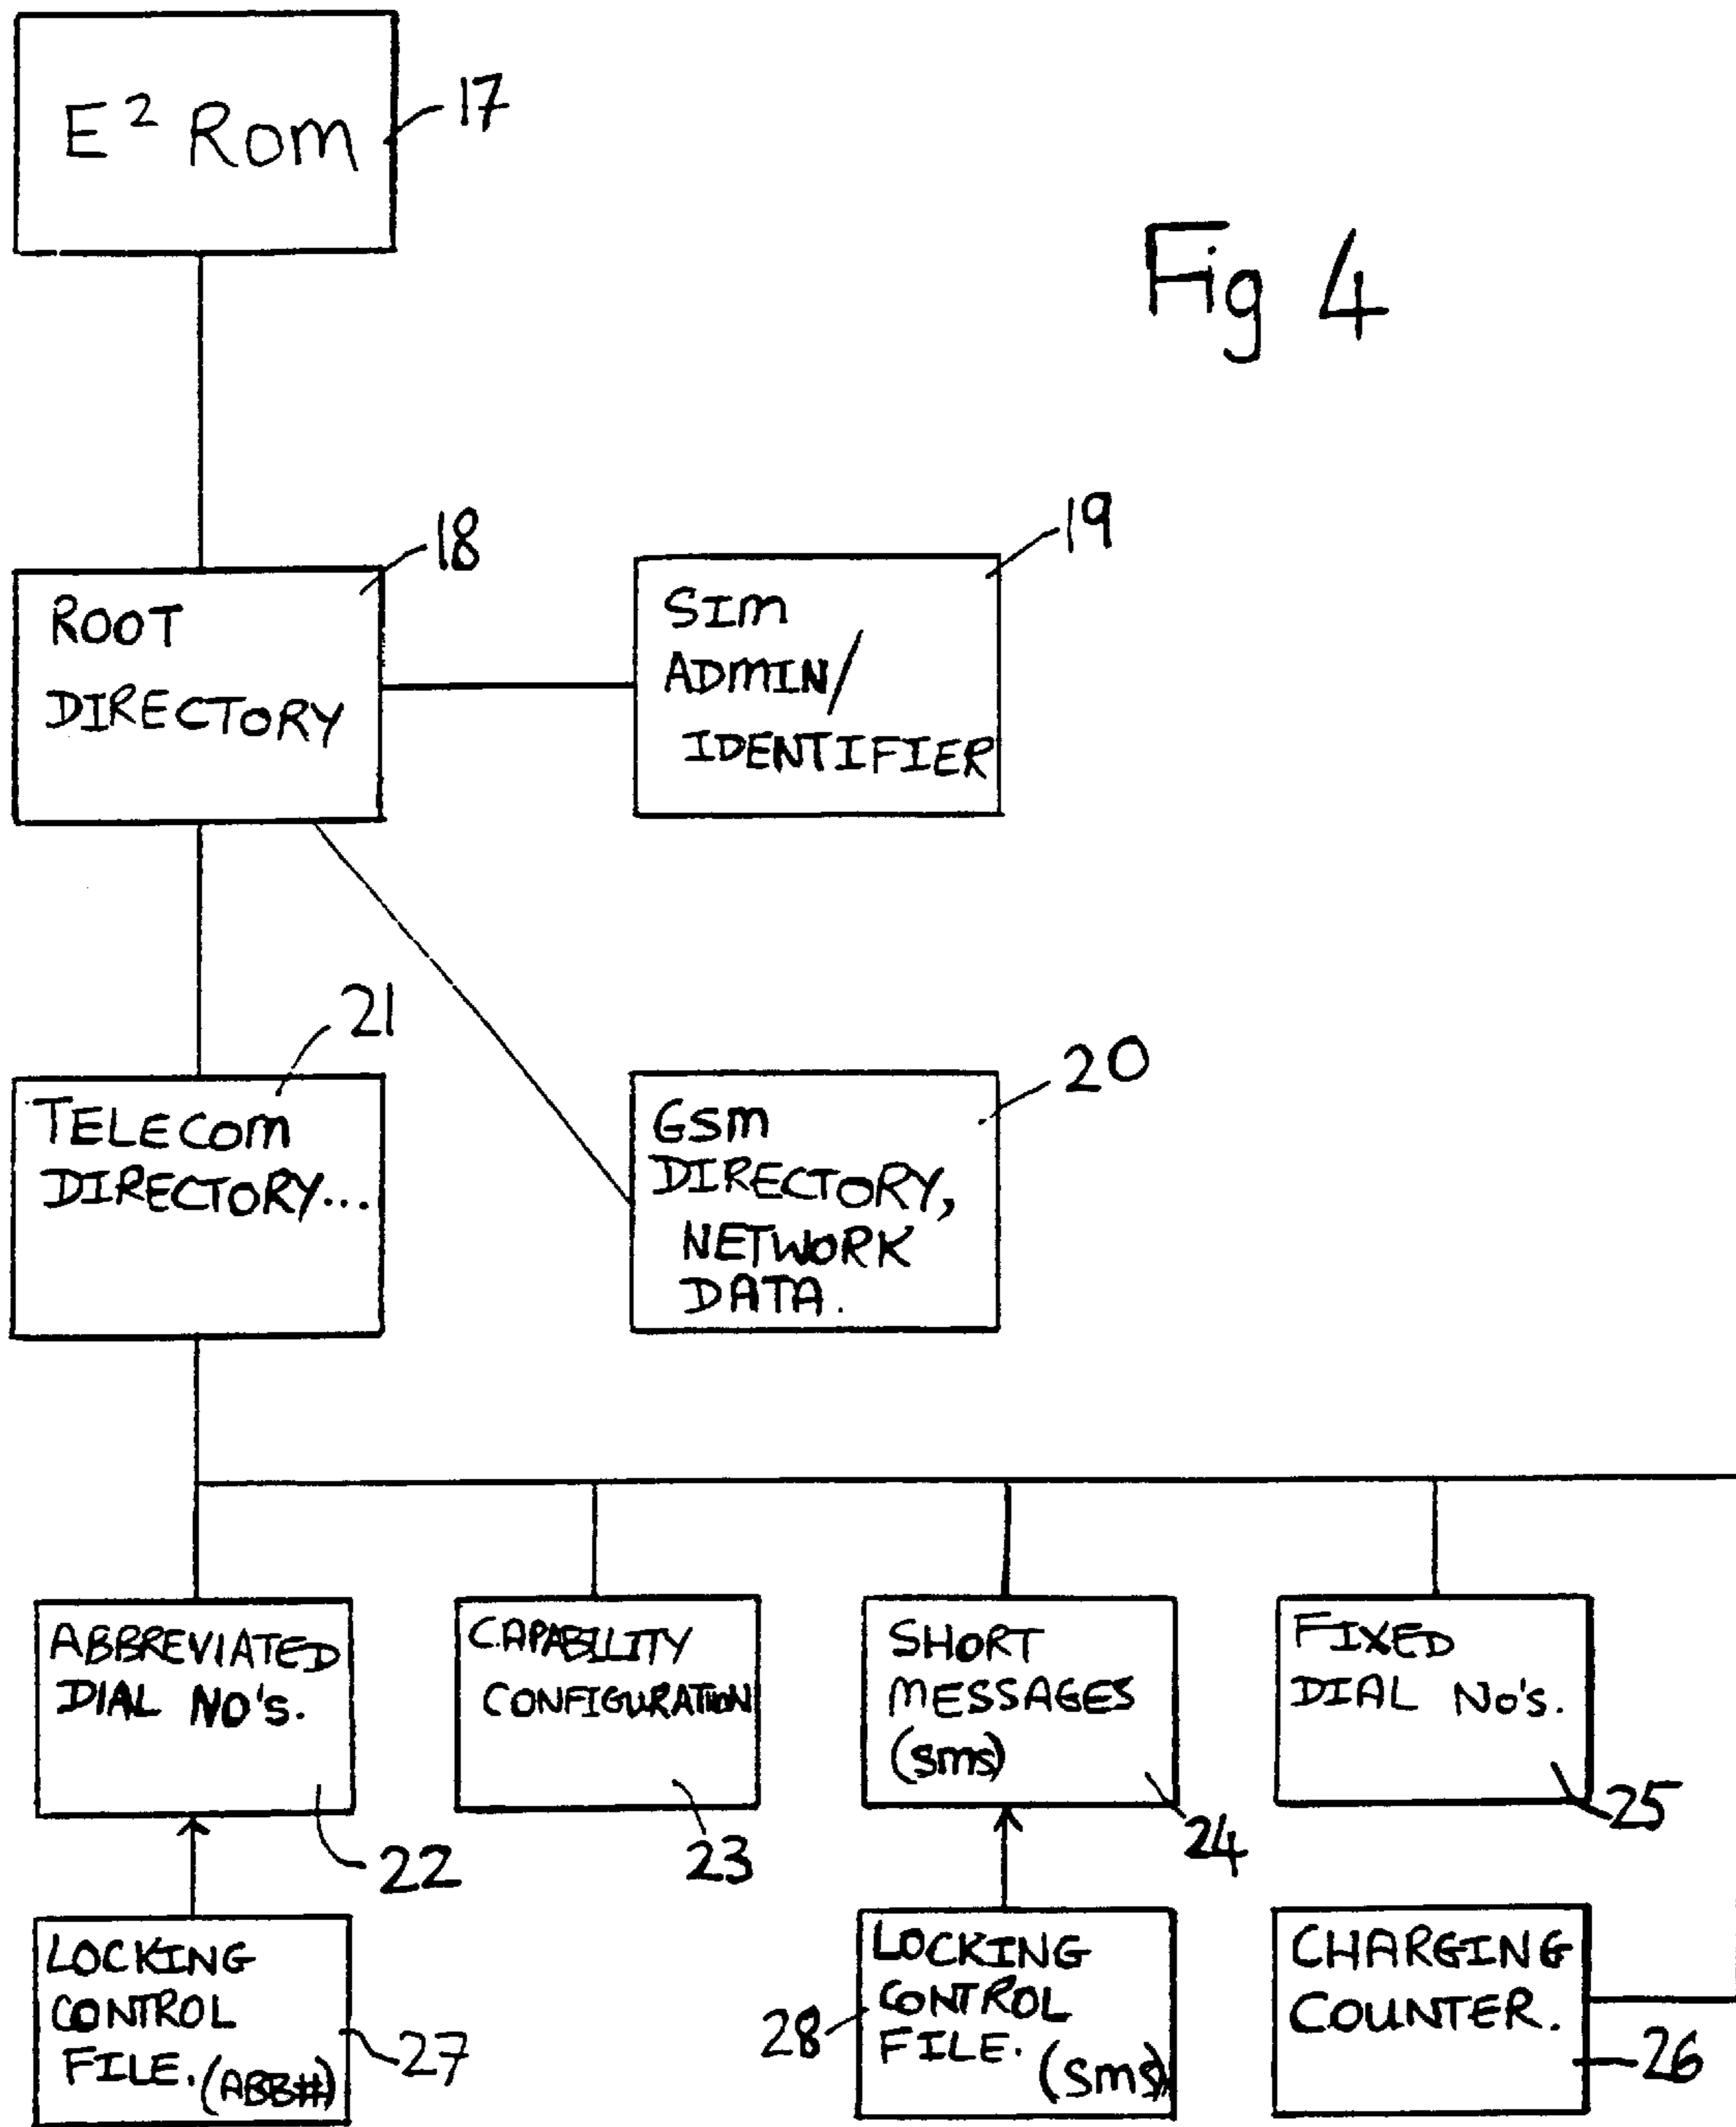 E² Rom
17
Fig 4
18
19
ROOT
DIRECTORY
SIM
ADMIN/
IDENTIFIER
21
20
TELECOM
DIRECTORY...
GSM
DIRECTORY,
NETWORK
DATA.
ABBREVIATED
DIAL NO's.
22
CAPABILITY
CONFIGURATION
23
SHORT
MESSAGES
(sms)
24
FIXED
DIAL No's.
25
LOCKING
CONTROL
FILE. (ABB#)
27
28
LOCKING
CONTROL
FILE. (sms)
CHARGING
COUNTER.
26